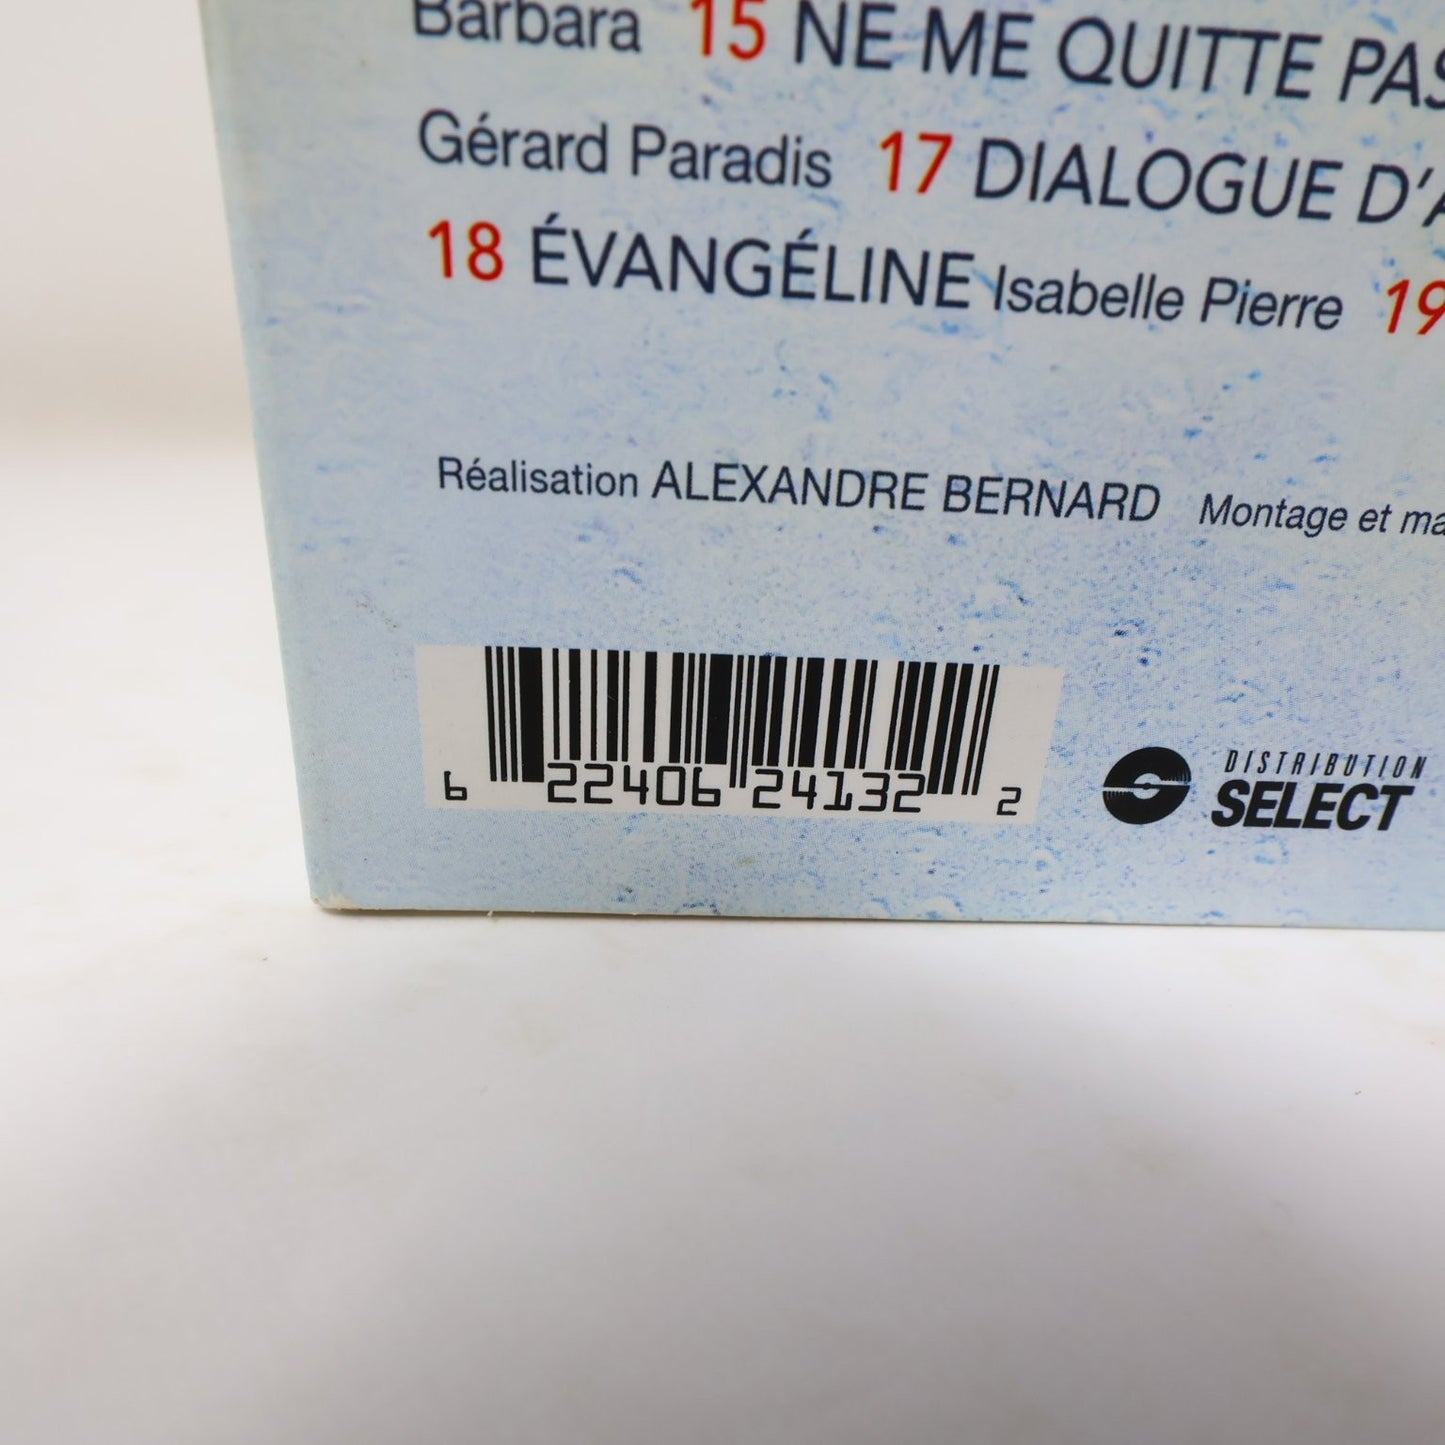 Barbara 15 NE ME QUITTE PAS
Gérard Paradis 17 DIALOGUE D'A
18 ÉVANGÉLINE Isabelle Pierre 19
Réalisation ALEXANDRE BERNARD Montage et ma
6 22406 24132 2
DISTRIBUTION
SELECT